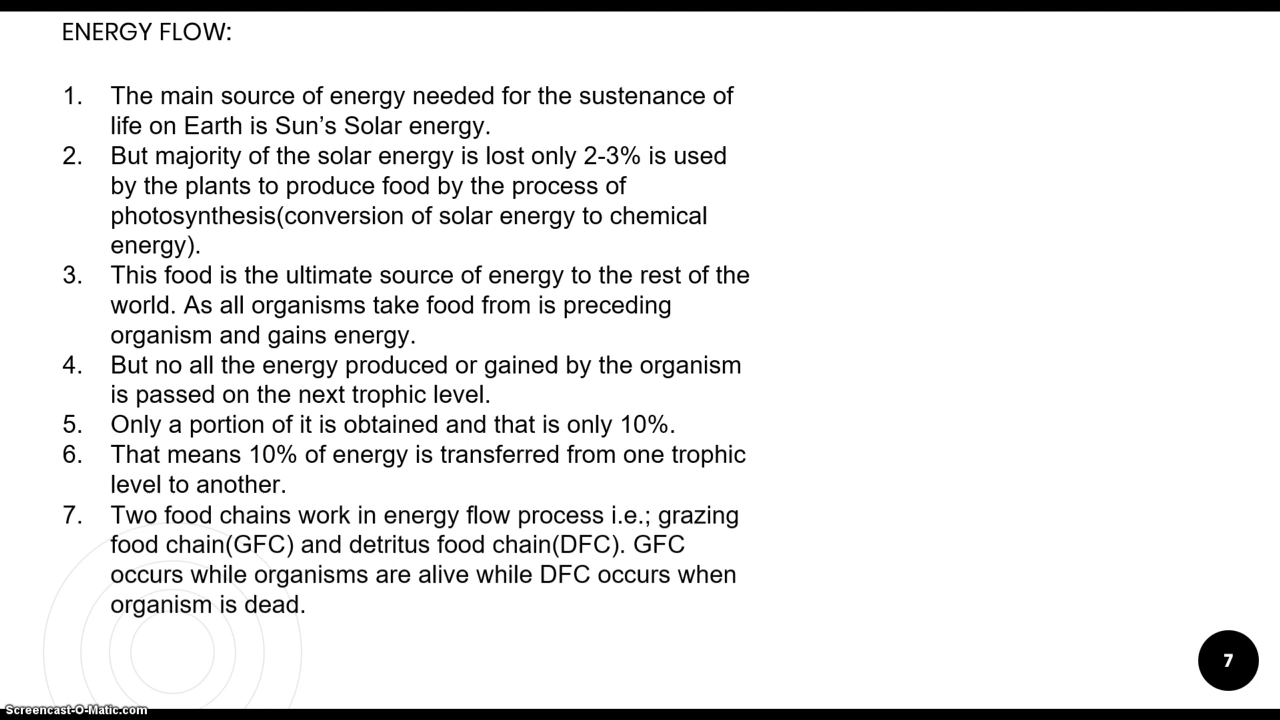 ENERGY FLOW:
1. The main source of energy needed for the sustenance of
life on Earth is Sun’s Solar energy.
2. But majority of the solar energy is lost only 2-3% is used
by the plants to produce food by the process of
photosynthesis(conversion of solar energy to chemical
energy).
3. This food is the ultimate source of energy to the rest of the
world. As all organisms take food from is preceding
organism and gains energy.
4. But no all the energy produced or gained by the organism
is passed on the next trophic level.
5. Only a portion of it is obtained and that is only 10%.
6. That means 10% of energy is transferred from one trophic
level to another.
7. Two food chains work in energy flow process i.e.; grazing
food chain(GFC) and detritus food chain(DFC). GFC
occurs while organisms are alive while DFC occurs when
organism is dead.
7
Screencast-O-Matic.com